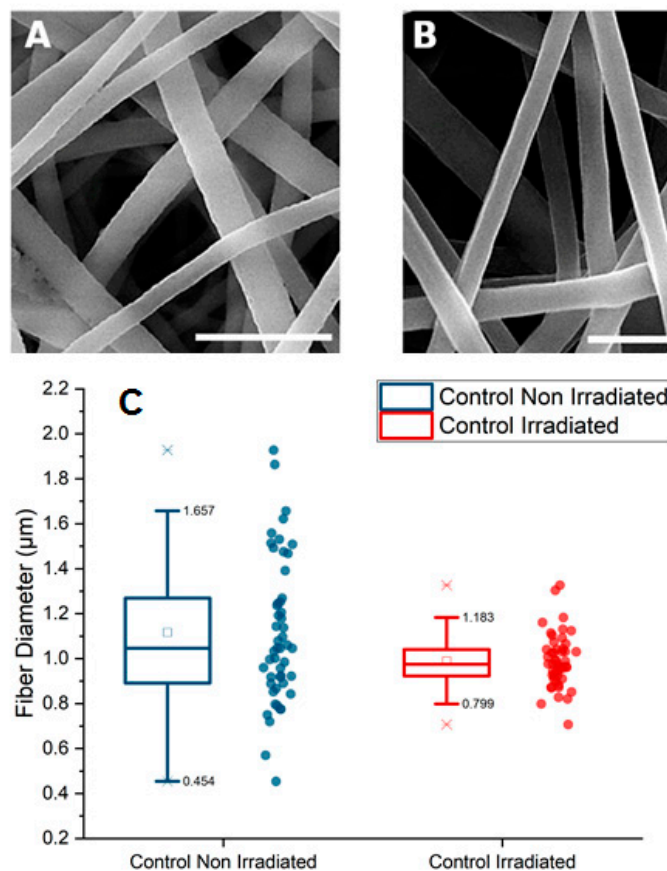 A
B
C
Control Non Irradiated
Control Irradiated
Fiber Diameter (μm)
2.2
2.0
1.8
1.6
1.4
1.2
1.0
0.8
0.6
0.4
0.2
1.657
0.454
1.183
0.799
Control Non Irradiated
Control Irradiated